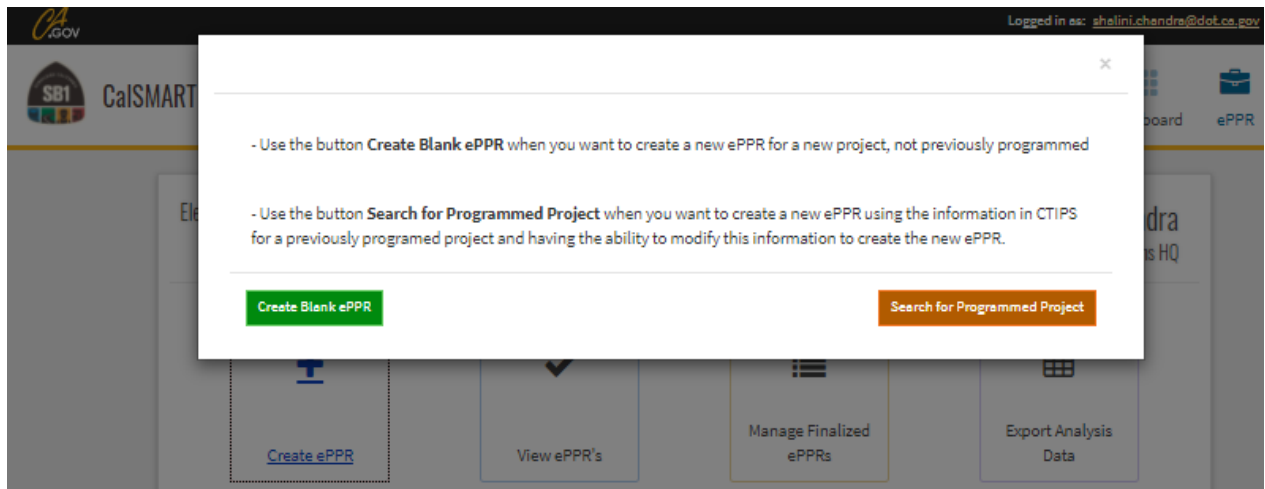 CA.GOV
Logged in as: shalini.chandra@dot.ca.gov
×
SB1
CalSMART
board
ePPR
- Use the button Create Blank ePPR when you want to create a new ePPR for a new project, not previously programmed
- Use the button Search for Programmed Project when you want to create a new ePPR using the information in CTIPS
for a previously programed project and having the ability to modify this information to create the new ePPR.
Ele
dra
ns HQ
Create Blank ePPR
Search for Programmed Project
Create ePPR
View ePPR's
Manage Finalized
ePPRs
Export Analysis
Data